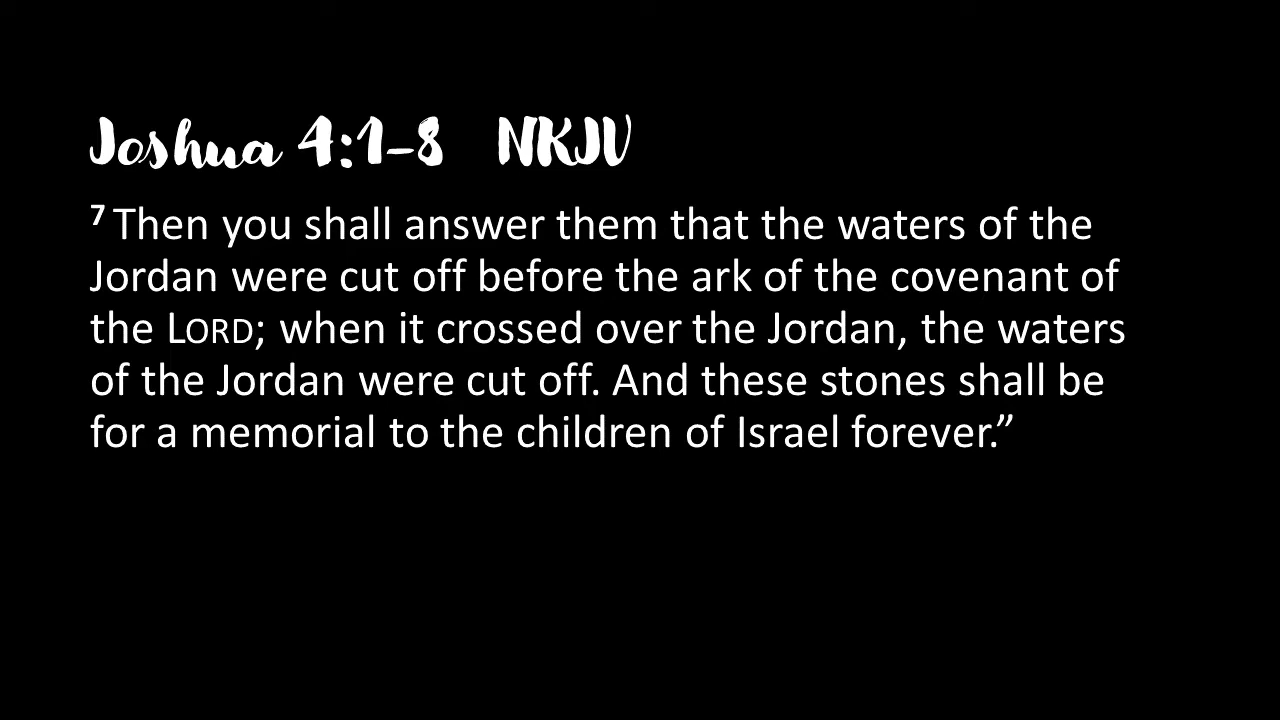 Joshua 4:1-8 NKJV
7 Then you shall answer them that the waters of the
Jordan were cut off before the ark of the covenant of
the LORD; when it crossed over the Jordan, the waters
of the Jordan were cut off. And these stones shall be
for a memorial to the children of Israel forever.”